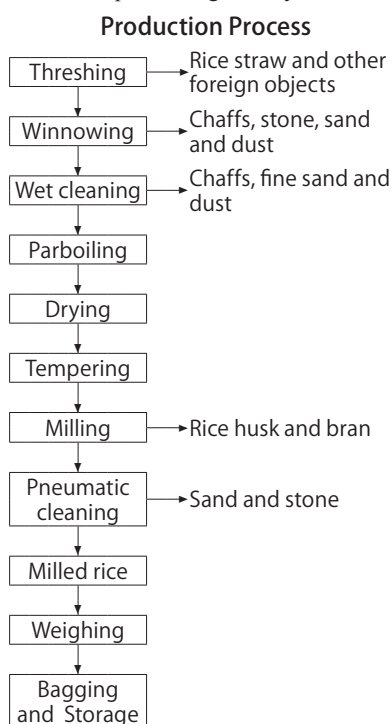 Production Process
Threshing
Rice straw and other
foreign objects
Winnowing
Chaffs, stone, sand
and dust
Wet cleaning
Chaffs, fine sand and
dust
Parboiling
Drying
Tempering
Milling
Rice husk and bran
Pneumatic
cleaning
Sand and stone
Milled rice
Weighing
Bagging
and Storage